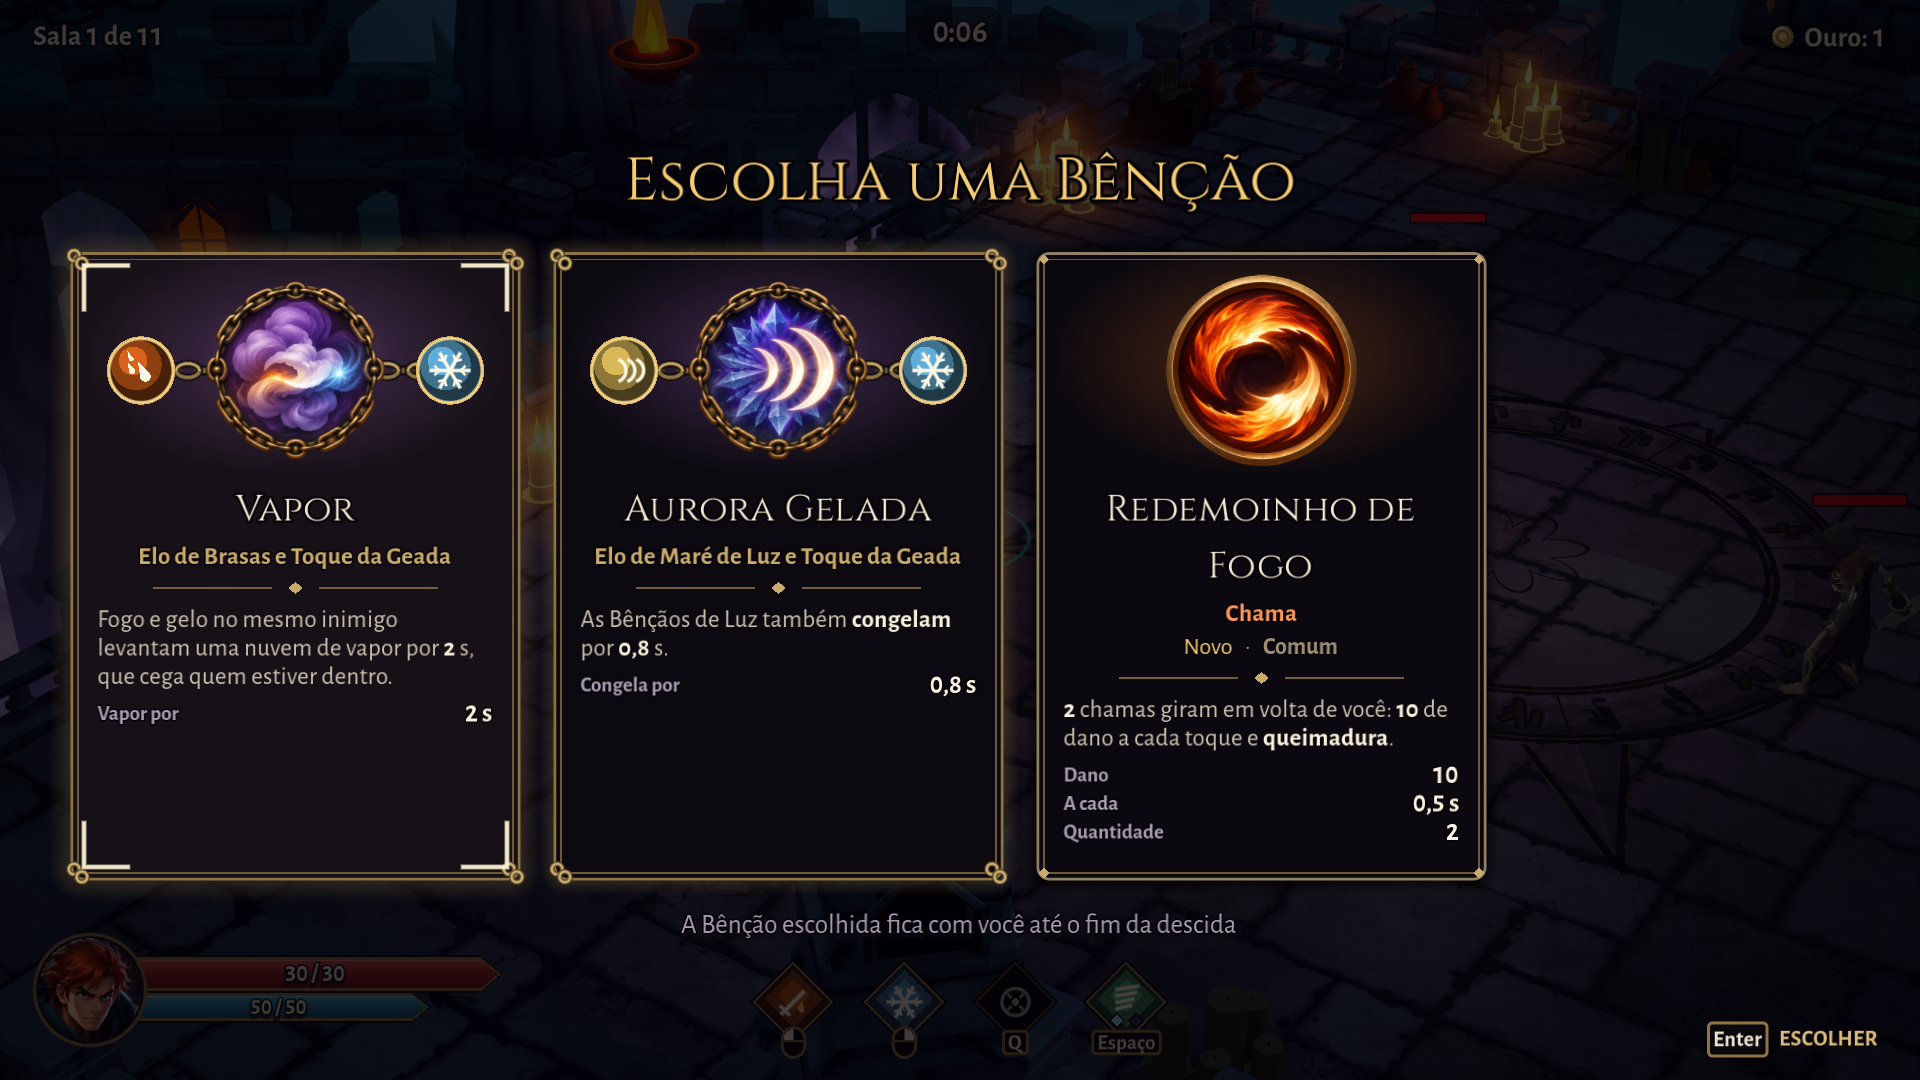 Sala 1 de 11
0:06
Ouro: 1
Escolha uma Bênção
Vapor
Elo de Brasas e Toque da Geada
Fogo e gelo no mesmo inimigo
levantam uma nuvem de vapor por 2 s,
que cega quem estiver dentro.
Vapor por 2 s
Aurora Gelada
Elo de Maré de Luz e Toque da Geada
As Bênçãos de Luz também congelam
por 0,8 s.
Congela por 0,8 s
Redemoinho de
Fogo
Chama
Novo · Comum
2 chamas giram em volta de você: 10 de
dano a cada toque e queimadura.
Dano 10
A cada 0,5 s
Quantidade 2
A Bênção escolhida fica com você até o fim da descida
30/30
50/50
Q
Espaço
Enter ESCOLHER